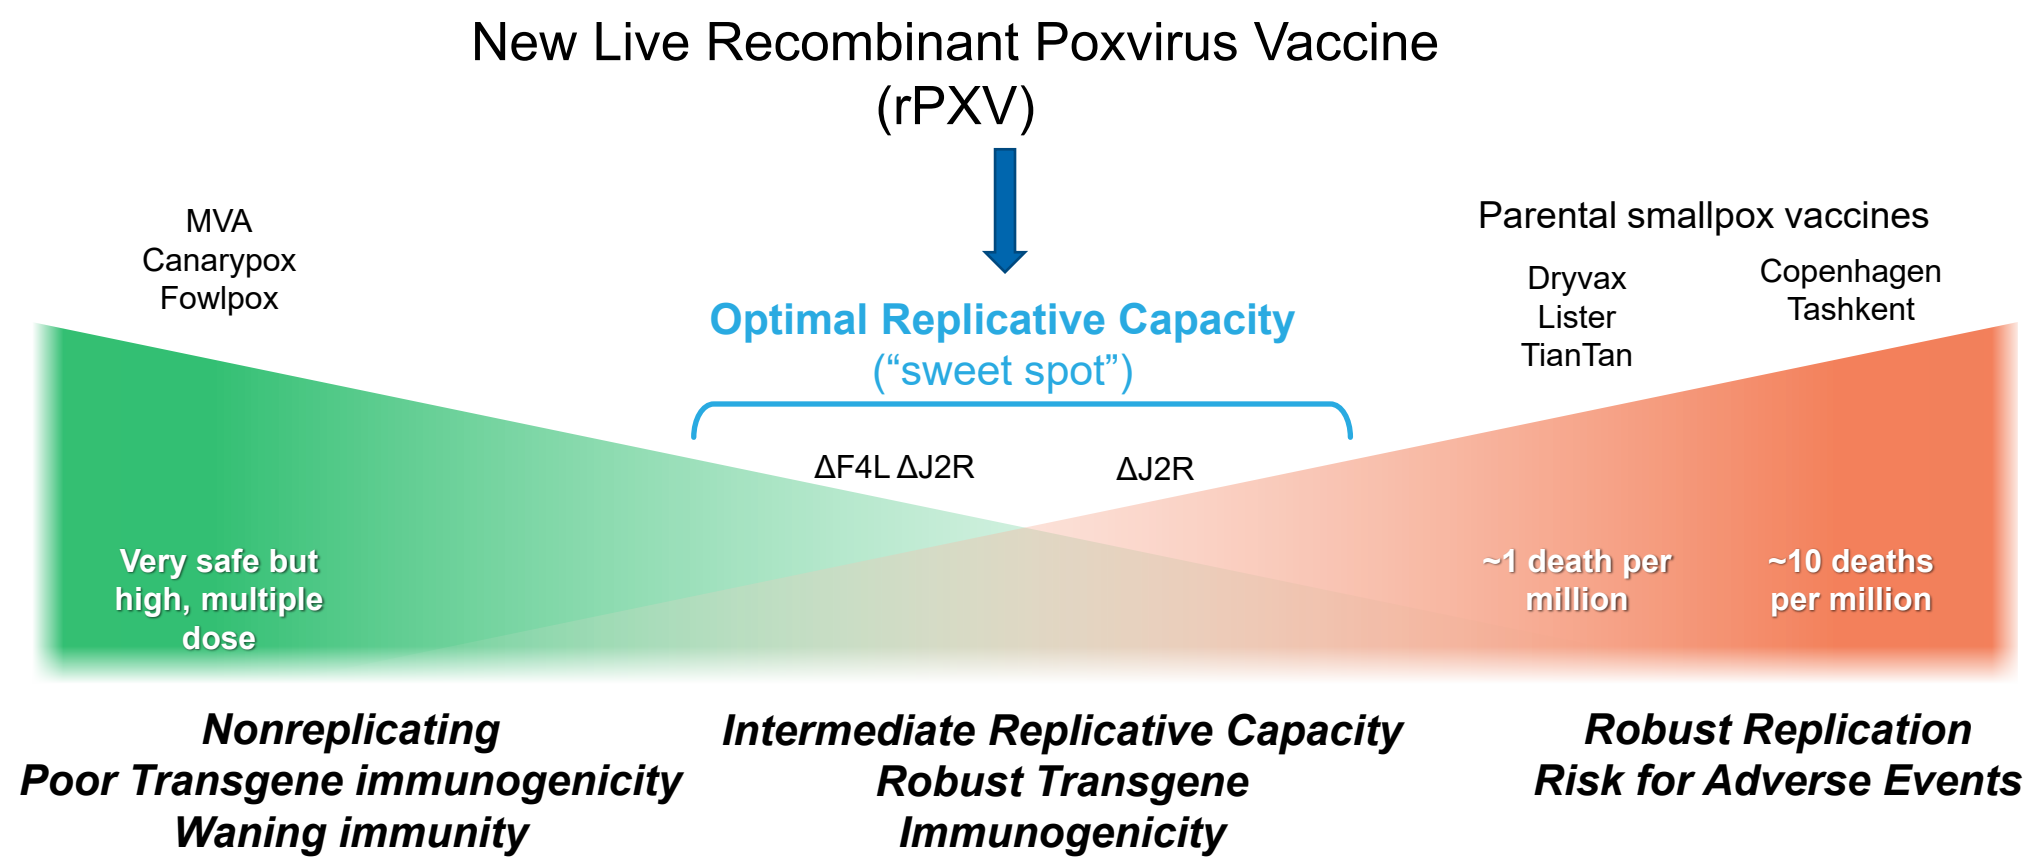 New Live Recombinant Poxvirus Vaccine
(rPXV)
MVA
Canarypox
Fowlpox
Optimal Replicative Capacity
(“sweet spot”)
Parental smallpox vaccines
Dryvax
Lister
TianTan
Copenhagen
Tashkent
ΔF4L ΔJ2R
ΔJ2R
Very safe but
high, multiple
dose
~1 death per
million
~10 deaths
per million
Nonreplicating
Poor Transgene immunogenicity
Waning immunity
Intermediate Replicative Capacity
Robust Transgene
Immunogenicity
Robust Replication
Risk for Adverse Events